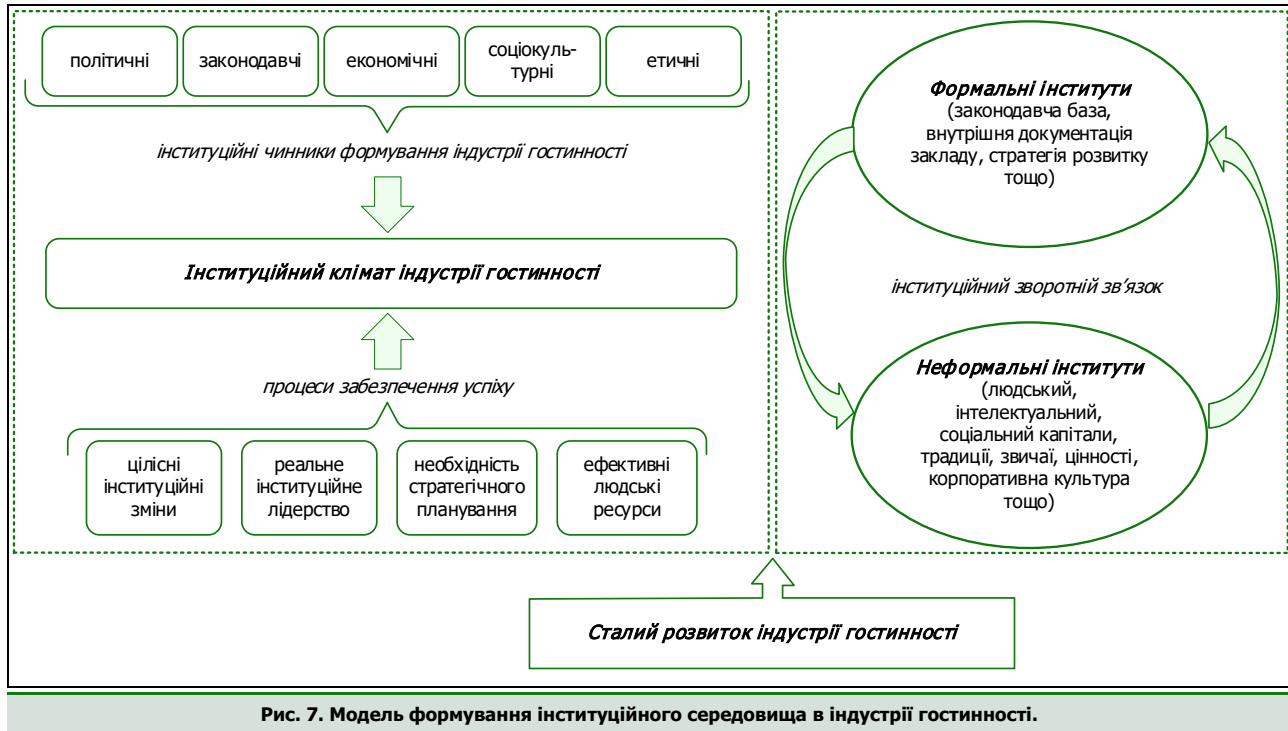 політичні
законодавчі
економічні
соціокуль-
турні
етичні
інституційні чинники формування індустрії гостинності
Інституційний клімат індустрії гостинності
процеси забезпечення успіху
цілісні
інституційні
зміни
реальне
інституційне
лідерство
необхідність
стратегічного
планування
ефективні
людські
ресурси
Формальні інститути
(законодавча база,
внутрішня документація
закладу, стратегія розвитку
тощо)
інституційний зворотній зв’язок
Неформальні інститути
(людський,
інтелектуальний,
соціальний капітали,
традиції, звичаї, цінності,
корпоративна культура
тощо)
Сталий розвиток індустрії гостинності
Рис. 7. Модель формування інституційного середовища в індустрії гостинності.